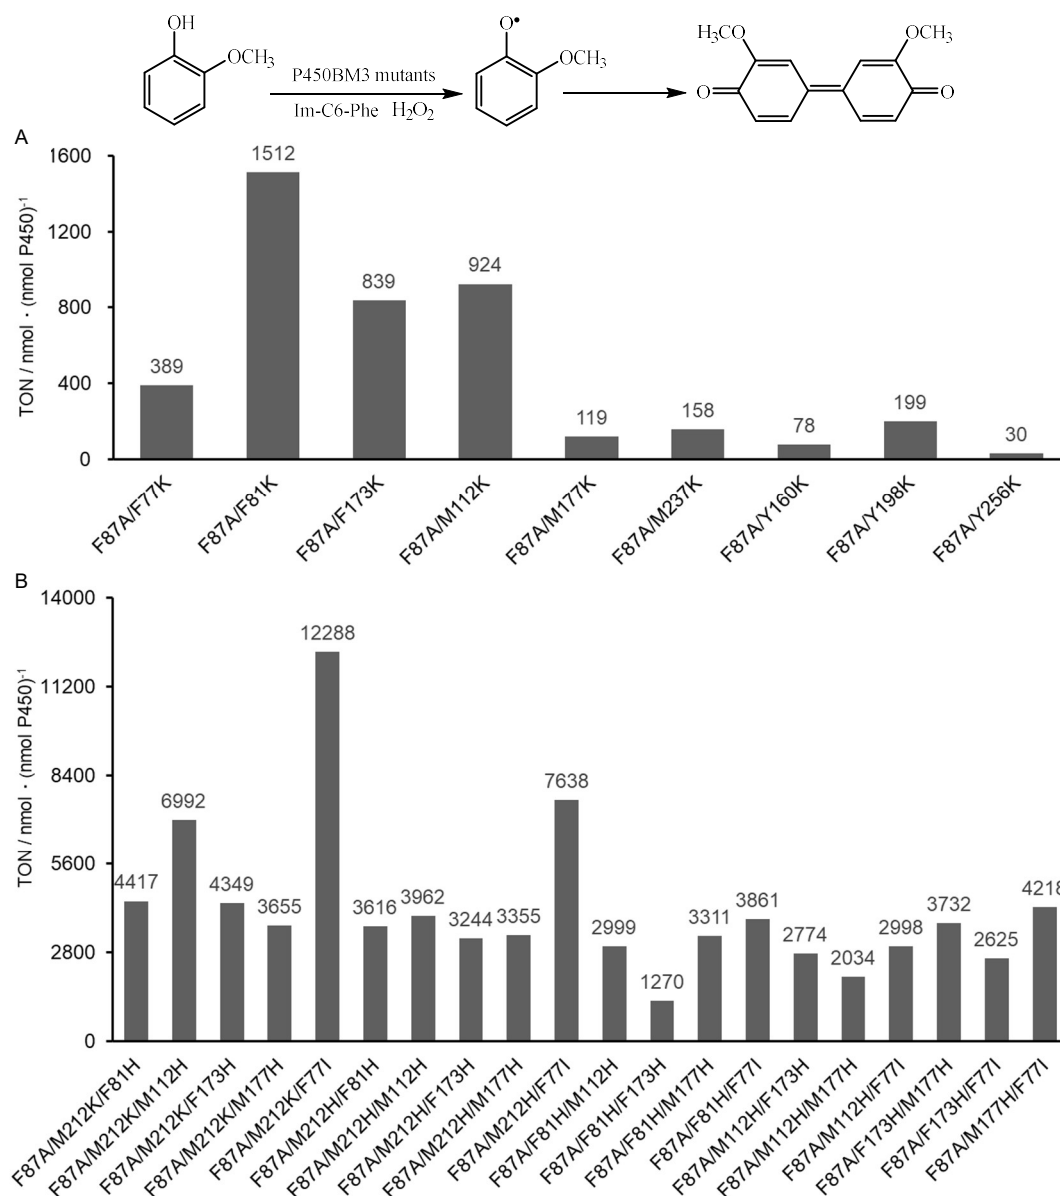 OH
OCH3
P450BM3 mutants
Im-C6-Phe H2O2
O•
OCH3
H3CO
OCH3
O
O
A
TON / nmol · (nmol P450)-1
1600
1200
800
400
0
389
1512
839
924
119
158
78
199
30
F87A/F77K
F87A/F81K
F87A/F173K
F87A/M112K
F87A/M177K
F87A/M237K
F87A/Y160K
F87A/Y198K
F87A/Y256K
B
TON / nmol · (nmol P450)-1
14000
11200
8400
5600
2800
0
4417
6992
4349
3655
12288
3616
3962
3244
3355
7638
2999
1270
3311
3861
2774
2034
2998
3732
2625
4218
F87A/M212K/F81H
F87A/M212K/M112H
F87A/M212K/F173H
F87A/M212K/M177H
F87A/M212K/F77I
F87A/M212H/F81H
F87A/M212H/M112H
F87A/M212H/F173H
F87A/M212H/M177H
F87A/M212H/F77I
F87A/F81H/M112H
F87A/F81H/F173H
F87A/F81H/M177H
F87A/F81H/F77I
F87A/M112H/F173H
F87A/M112H/M177H
F87A/M112H/F77I
F87A/F173H/M177H
F87A/F173H/F77I
F87A/M177H/F77I